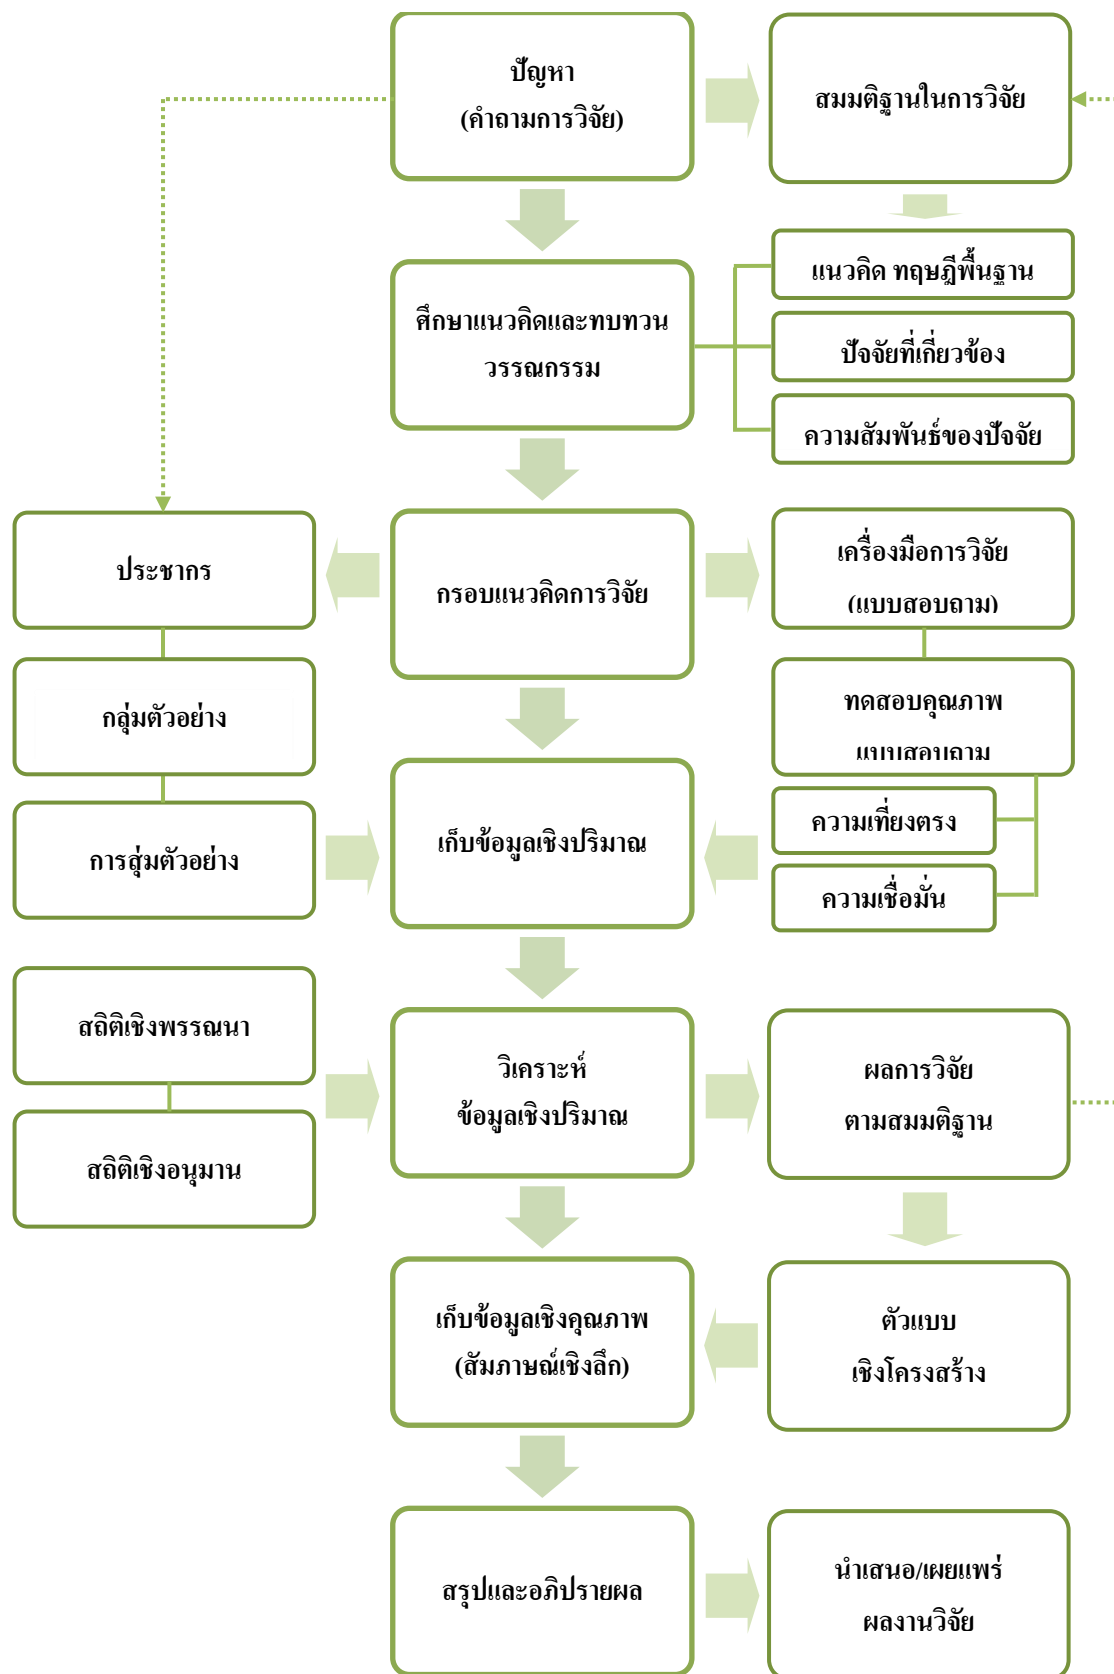 ปัญหา
(คำถามการวิจัย)
สมมติฐานในการวิจัย
ศึกษาแนวคิดและทบทวน
วรรณกรรม
แนวคิด ทฤษฎีพื้นฐาน
ปัจจัยที่เกี่ยวข้อง
ความสัมพันธ์ของปัจจัย
ประชากร
กรอบแนวคิดการวิจัย
เครื่องมือการวิจัย
(แบบสอบถาม)
กลุ่มตัวอย่าง
ทดสอบคุณภาพ
แบบสอบถาม
การสุ่มตัวอย่าง
เก็บข้อมูลเชิงปริมาณ
ความเที่ยงตรง
ความเชื่อมั่น
สถิติเชิงพรรณนา
สถิติเชิงอนุมาน
วิเคราะห์
ข้อมูลเชิงปริมาณ
ผลการวิจัย
ตามสมมติฐาน
เก็บข้อมูลเชิงคุณภาพ
(สัมภาษณ์เชิงลึก)
ตัวแบบ
เชิงโครงสร้าง
สรุปและอภิปรายผล
นำเสนอ/เผยแพร่
ผลงานวิจัย